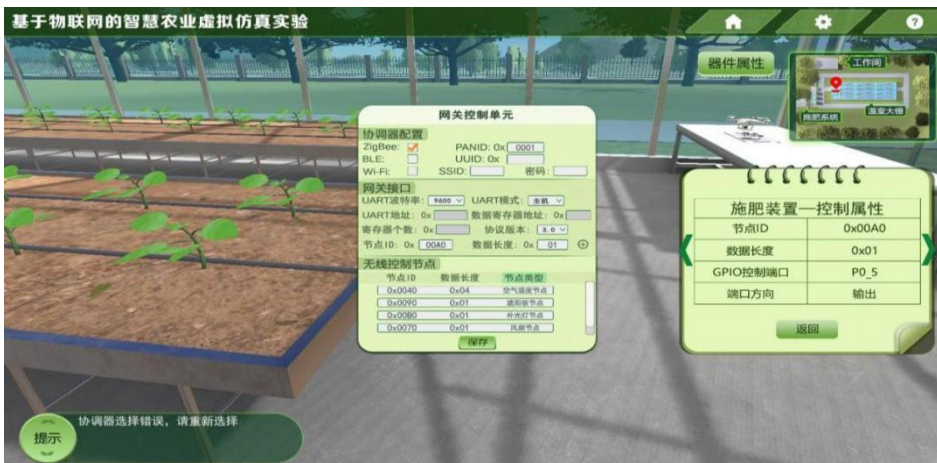 基于物联网的智慧农业虚拟仿真实验
?
器件属性
工作间
温室大棚
施肥系统
网关控制单元
协调器配置
ZigBee: PANID: 0x 0001
BLE: UUID: 0x
Wi-Fi: SSID: 密码:
网关接口
UART波特率: 9600 UART模式: 主机
UART地址: 0x 数据寄存器地址: 0x
寄存器个数: 0x 协议版本: 3.0
节点ID: 0x 00A0 数据长度: 0x 01
无线控制节点
节点ID 数据长度 节点类型
0x0040 0x04 空气温度节点
0x0090 0x01 遮阳被节点
0x00B0 0x01 补光灯节点
0x0070 0x01 风扇节点
保存
施肥装置—控制属性
节点ID 0x00A0
数据长度 0x01
GPIO控制端口 P0_5
端口方向 输出
返回
提示
协调器选择错误，请重新选择